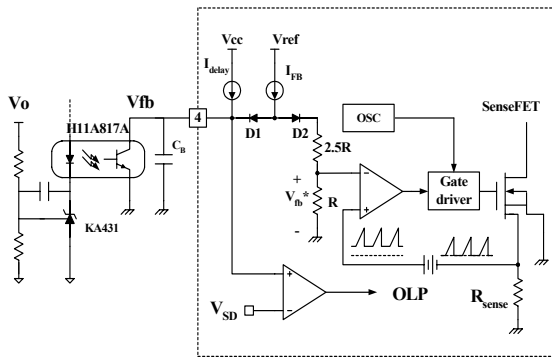 Vcc
Vref
I_delay
I_FB
Vo
Vfb
H11A817A
4
D1
D2
SenseFET
OSC
C_B
2.5R
+
V_fb*
R
-
-
+
Gate driver
KA431
V_SD
+
-
OLP
R_sense